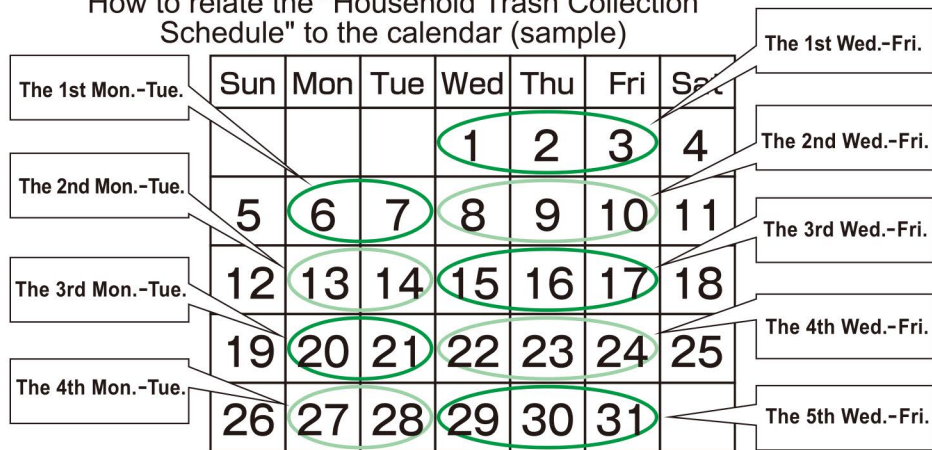 How to relate the "Household Trash Collection
Schedule" to the calendar (sample)
The 1st Wed.-Fri.
The 1st Mon.-Tue.
Sun Mon Tue Wed Thu Fri Sat
1 2 3 4
The 2nd Wed.-Fri.
The 2nd Mon.-Tue.
5 6 7 8 9 10 11
The 3rd Wed.-Fri.
The 3rd Mon.-Tue.
12 13 14 15 16 17 18
The 4th Wed.-Fri.
19 20 21 22 23 24 25
The 4th Mon.-Tue.
26 27 28 29 30 31
The 5th Wed.-Fri.